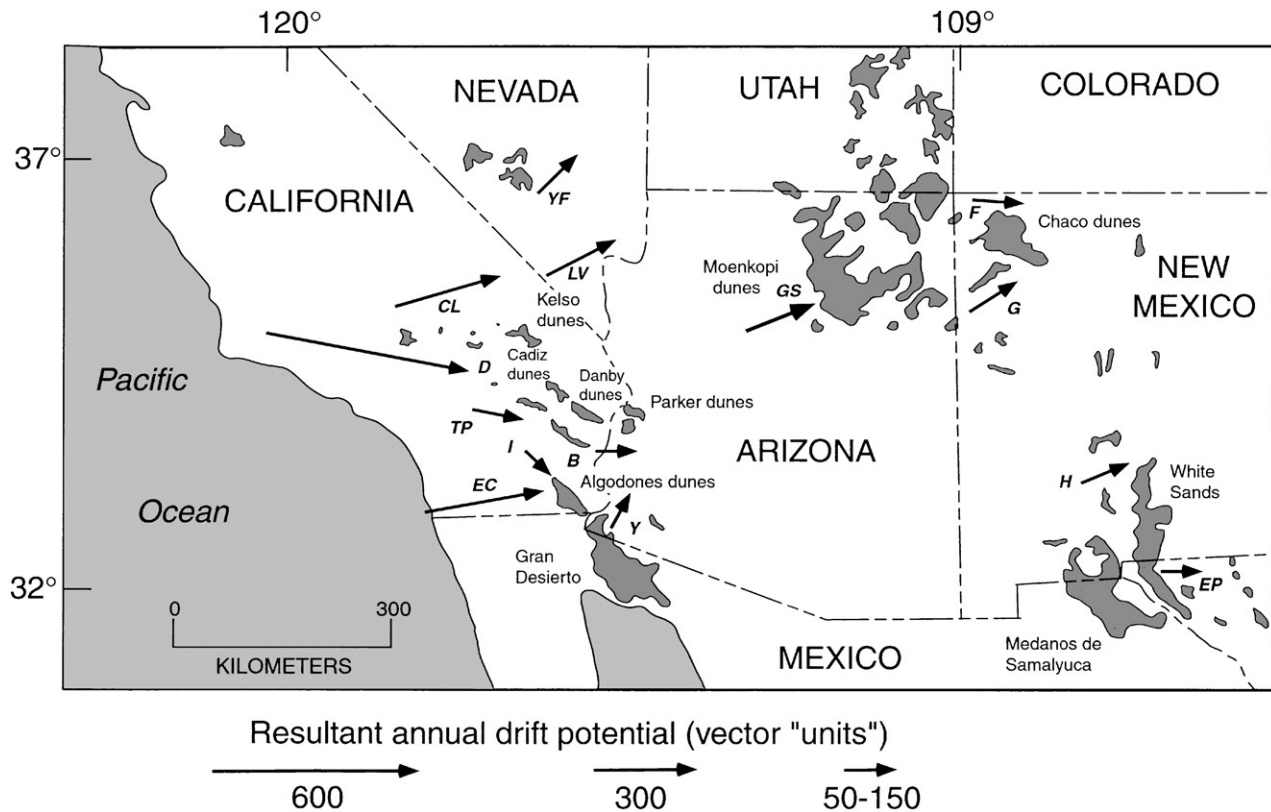 120°
109°
NEVADA
UTAH
COLORADO
37°
CALIFORNIA
YF
F
Chaco dunes
LV
Moenkopi
dunes
GS
NEW
MEXICO
CL
Kelso
dunes
G
D
Cadiz
dunes
Danby
dunes
Pacific
Parker dunes
TP
I
B
ARIZONA
EC
Algodones dunes
H
White
Sands
Ocean
Y
Gran
Desierto
32°
EP
0
300
KILOMETERS
MEXICO
Medanos de
Samalyuca
Resultant annual drift potential (vector "units")
600
300
50-150